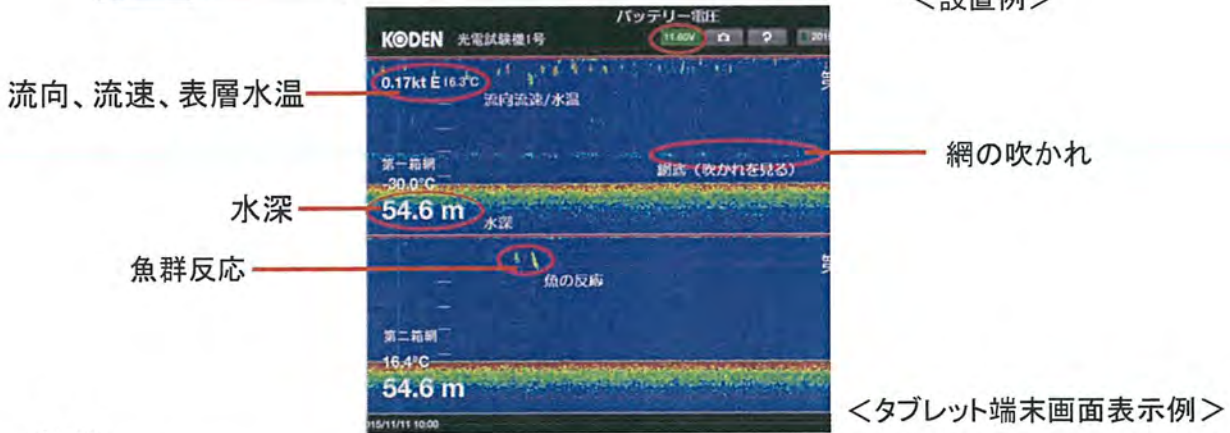 ＜設置例＞
バッテリー電圧
KODEN 光電試験機1号 11.60V ? 201
流向、流速、表層水温
0.17kt E 16.3℃
流向流速/水温
網の吹かれ
第一箱網
網底（吹かれを見る）
-30.0℃
水深
54.6 m
水深
魚群反応
魚の反応
第二箱網
16.4℃
54.6 m
＜タブレット端末画面表示例＞
15/11/11 10:00